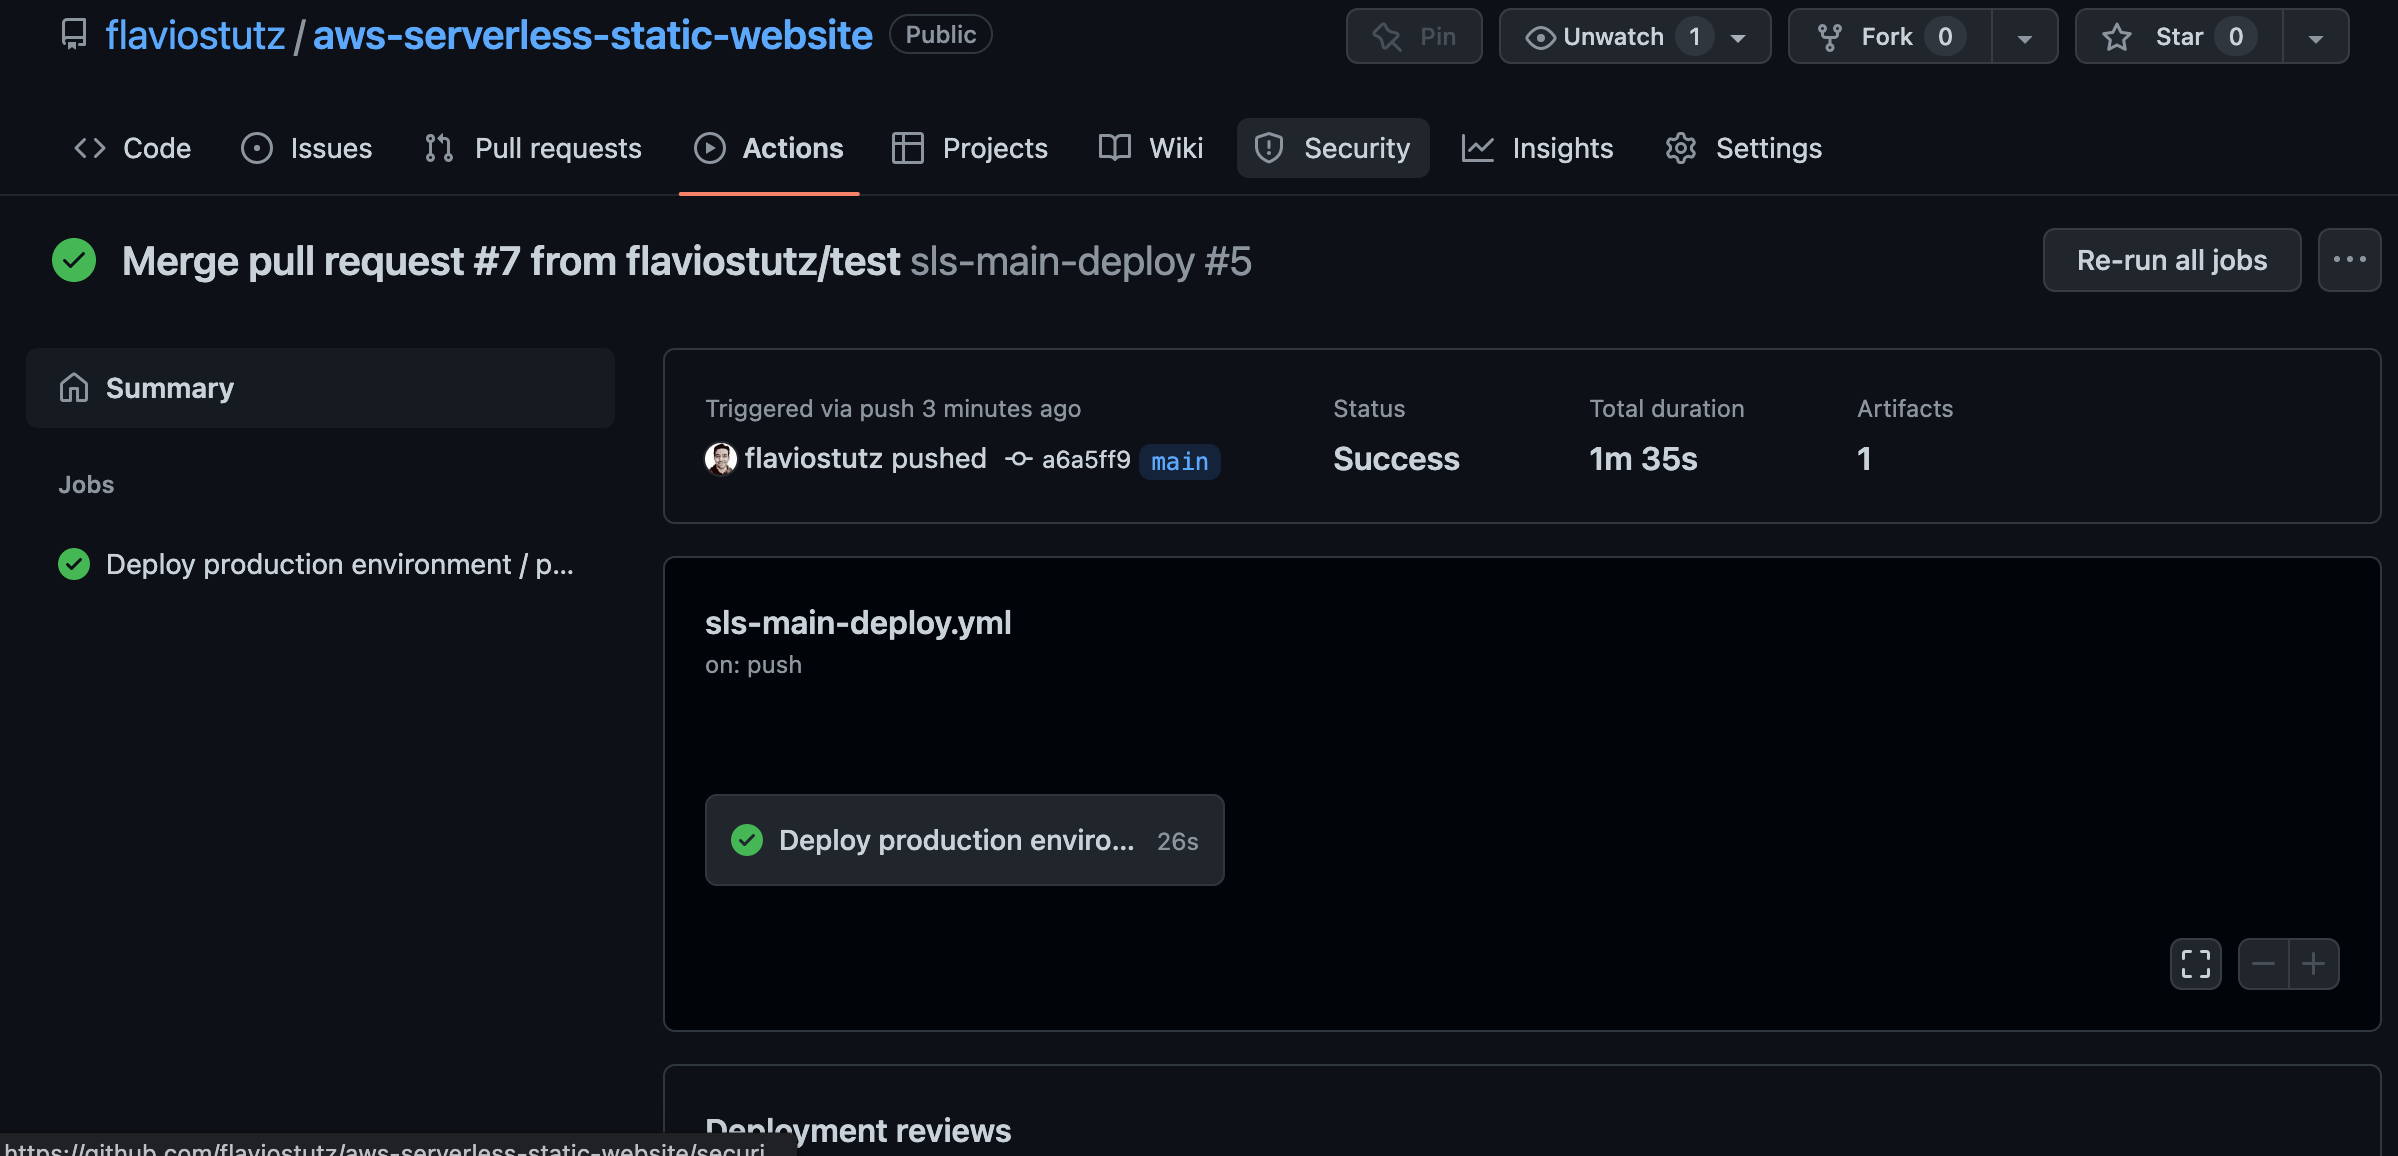 flaviostutz / aws-serverless-static-website Public Pin Unwatch 1 Fork 0 Star 0
Code Issues Pull requests Actions Projects Wiki Security Insights Settings
Merge pull request #7 from flaviostutz/test sls-main-deploy #5 Re-run all jobs ...
Summary
Jobs
Deploy production environment / p...
Triggered via push 3 minutes ago Status Total duration Artifacts
flaviostutz pushed a6a5ff9 main Success 1m 35s 1
sls-main-deploy.yml
on: push
Deploy production enviro... 26s
Deployment reviews
https://github.com/flaviostutz/aws-serverless-static-website/securi